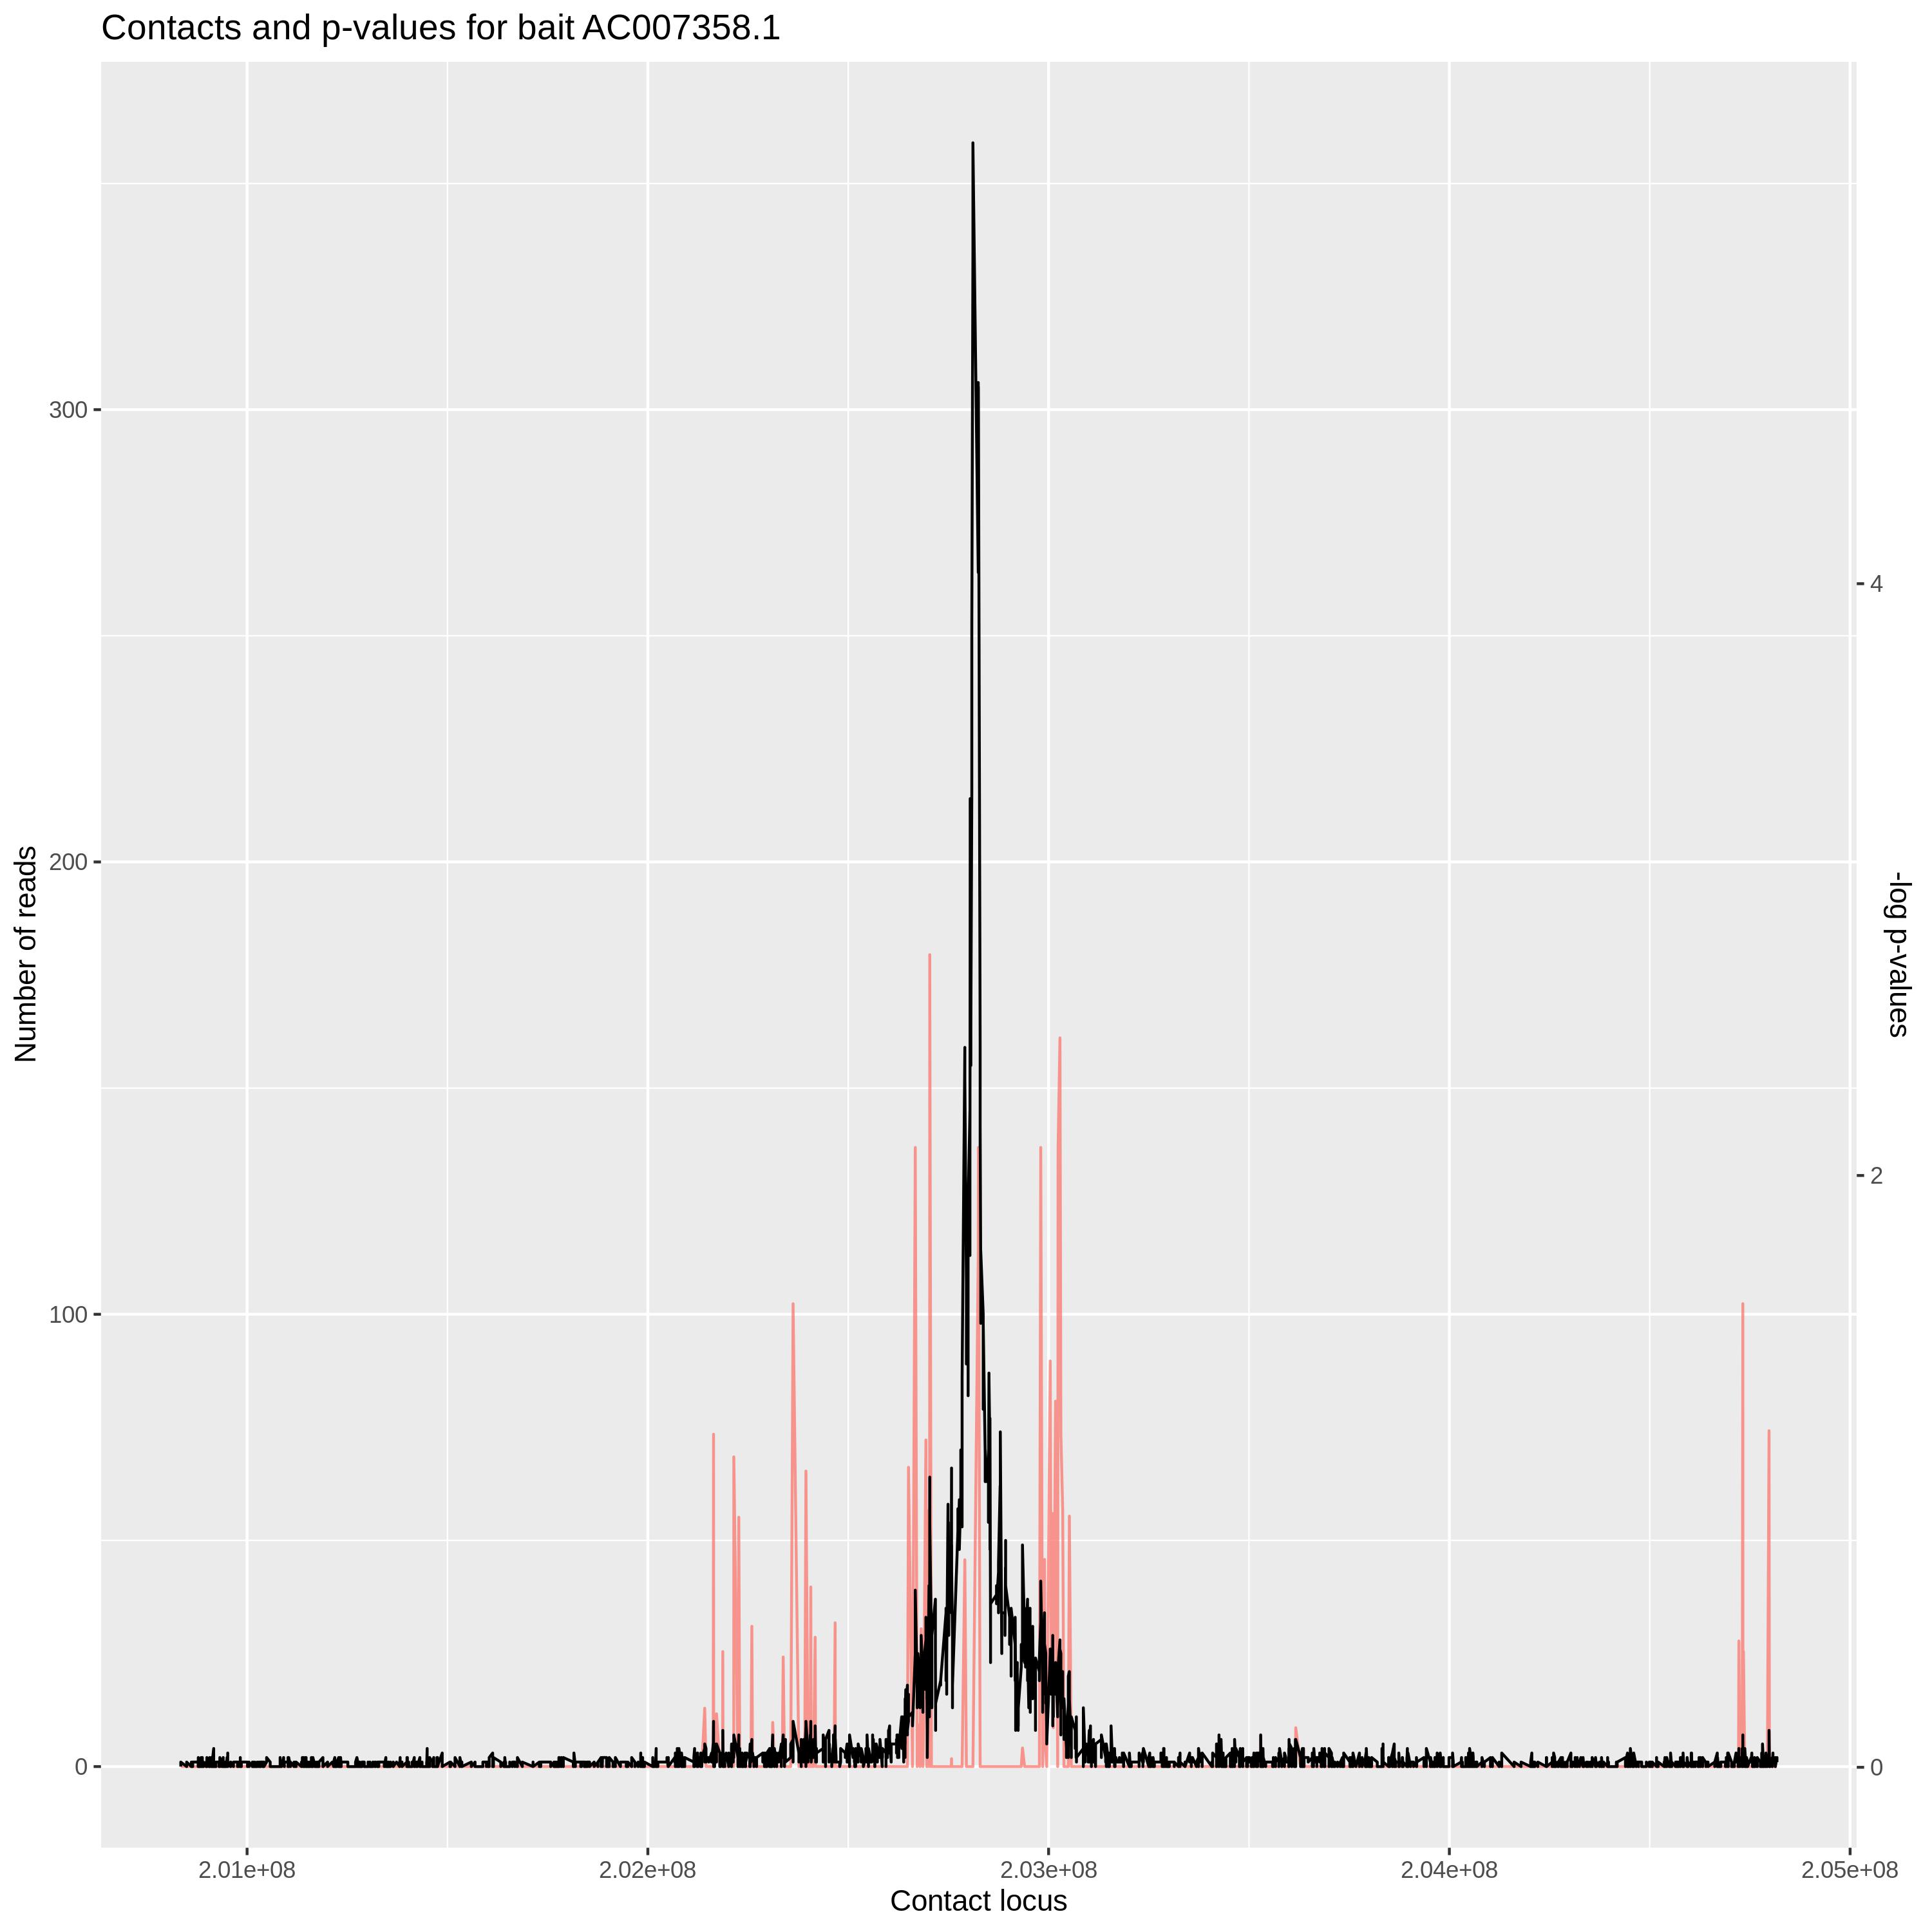 Contacts and p-values for bait AC007358.1
Number of reads
300
200
100
0
4
2
0
-log p-values
2.01e+08 2.02e+08 2.03e+08 2.04e+08 2.05e+08
Contact locus